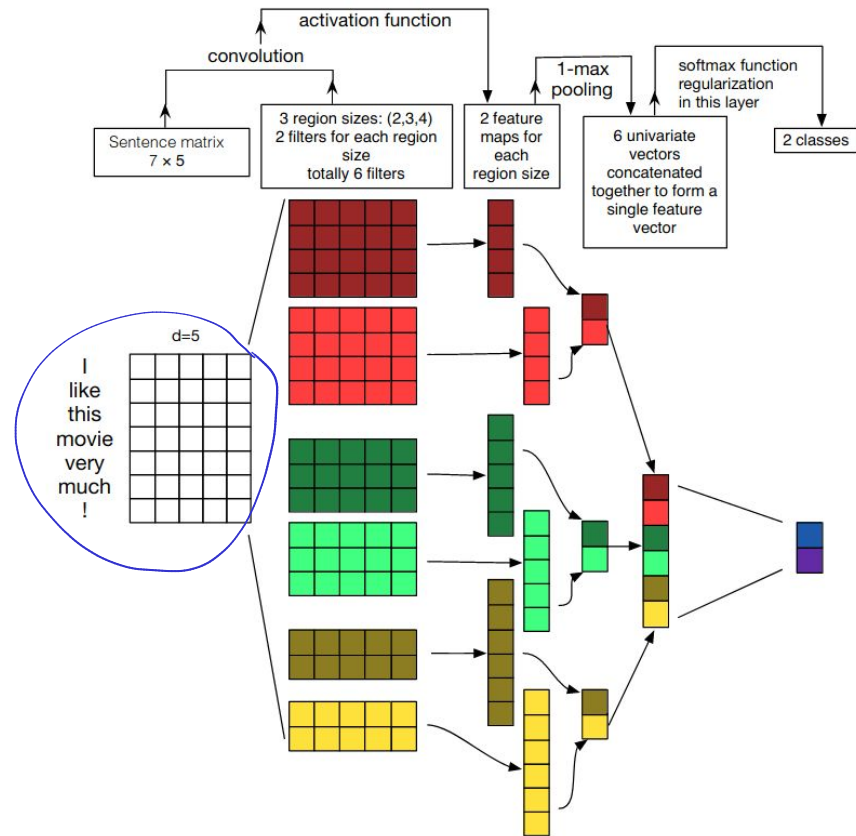 activation function
convolution
1-max
pooling
softmax function
regularization
in this layer
Sentence matrix
7 × 5
3 region sizes: (2,3,4)
2 filters for each region
size
totally 6 filters
2 feature
maps for
each
region size
6 univariate
vectors
concatenated
together to form a
single feature
vector
2 classes
d=5
I
like
this
movie
very
much
!